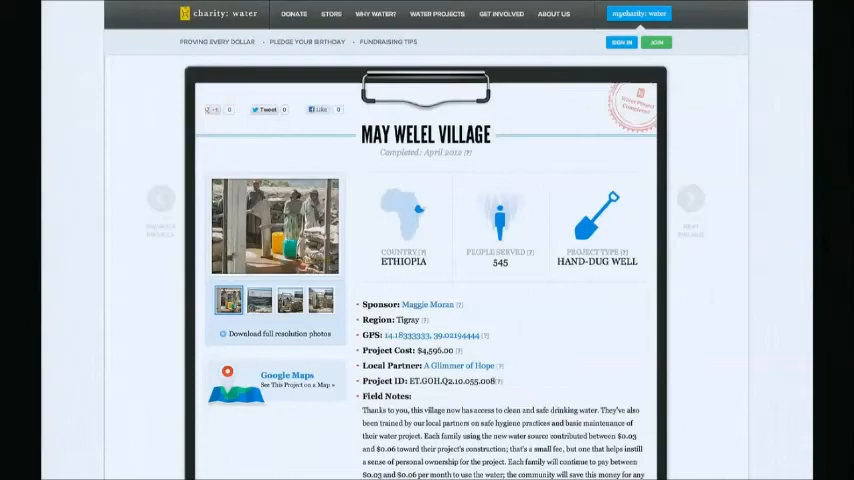 charity: water
DONATE STORE WHY WATER? WATER PROJECTS GET INVOLVED ABOUT US
mycharity: water
PROVING EVERY DOLLAR • PLEDGE YOUR BIRTHDAY • FUNDRAISING TIPS
SIGN IN JOIN
+1 0 Tweet 0 Like 0
Water Project
Completed
MAY WELEL VILLAGE
Completed: April 2012 [?]
PREVIOUS
NEXT
COUNTRY [?]
ETHIOPIA
PEOPLE SERVED [?]
545
PROJECT TYPE [?]
HAND-DUG WELL
Download full resolution photos
Google Maps
See This Project on a Map »
• Sponsor: Maggie Moran [?]
• Region: Tigray [?]
• GPS: 14.18333333, 39.02194444 [?]
• Project Cost: $4,596.00 [?]
• Local Partner: A Glimmer of Hope [?]
• Project ID: ET.GOH.Q2.10.055.008[?]
• Field Notes:
Thanks to you, this village now has access to clean and safe drinking water. They've also
been trained by our local partners on safe hygiene practices and basic maintenance of
their water project. Each family using the new water source contributed between $0.03
and $0.06 toward their project's construction; that's a small fee, but one that helps instill
a sense of personal ownership for the project. Each family will continue to pay between
$0.03 and $0.06 per month to use the water; the community will save this money for any